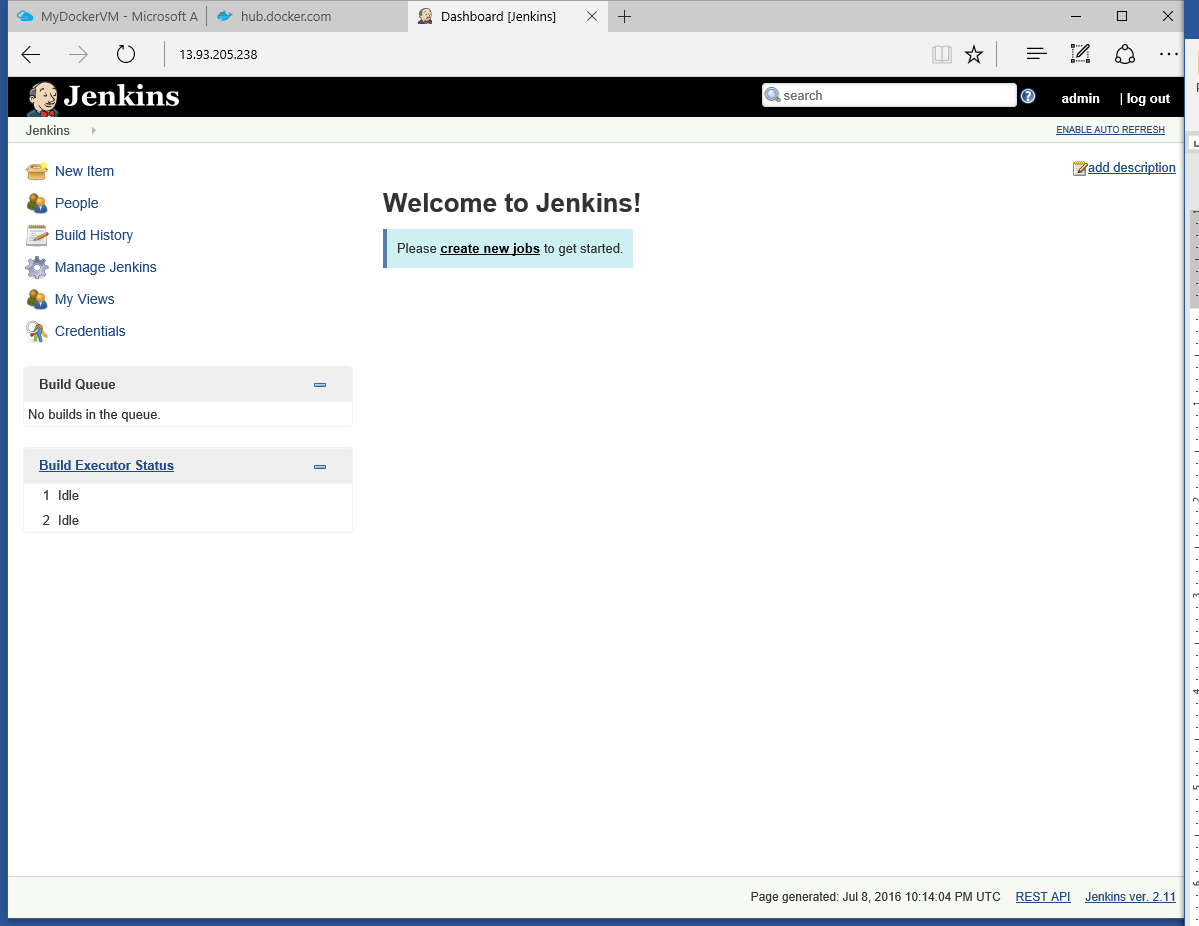 MyDockerVM - Microsoft A
hub.docker.com
Dashboard [Jenkins]
13.93.205.238
Jenkins
search
admin
| log out
Jenkins
ENABLE AUTO REFRESH
New Item
People
Build History
Manage Jenkins
My Views
Credentials
add description
Welcome to Jenkins!
Please create new jobs to get started.
Build Queue
No builds in the queue.
Build Executor Status
1 Idle
2 Idle
Page generated: Jul 8, 2016 10:14:04 PM UTC
REST API
Jenkins ver. 2.11